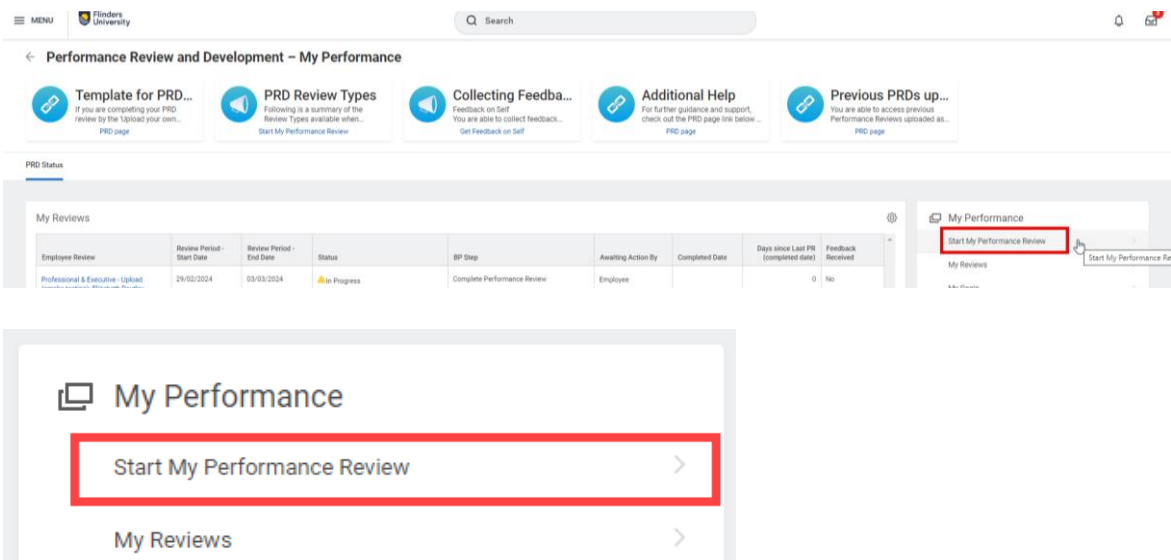 MENU
Flinders
University
Search
Performance Review and Development – My Performance
Template for PRD...
If you are completing your PRD
review by the 'Upload your own...
PRD page
PRD Review Types
Following is a summary of the
Review Types available when...
Start My Performance Review
Collecting Feedba...
Feedback on Self
You are able to collect feedback...
Get Feedback on Self
Additional Help
For further guidance and support,
check out the PRD page link below ...
PRD page
Previous PRDs up...
You are able to access previous
Performance Reviews uploaded as...
PRD page
PRD Status
My Reviews
Employee Review
Review Period -
Start Date
Review Period -
End Date
Status
BP Step
Awaiting Action By
Completed Date
Days since Last PR
(completed date)
Feedback
Received
Professional & Executive - Upload
29/02/2024
03/03/2024
In Progress
Complete Performance Review
Employee
0
No
My Performance
Start My Performance Review
Start My Performance Re
My Reviews
My Performance
Start My Performance Review
My Reviews